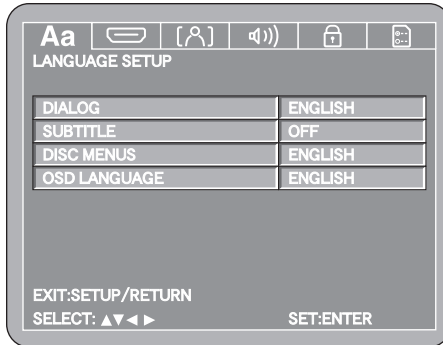 Aa
LANGUAGE SETUP
DIALOG ENGLISH
SUBTITLE OFF
DISC MENUS ENGLISH
OSD LANGUAGE ENGLISH
EXIT:SETUP/RETURN
SELECT: ▲▼◄ ► SET:ENTER